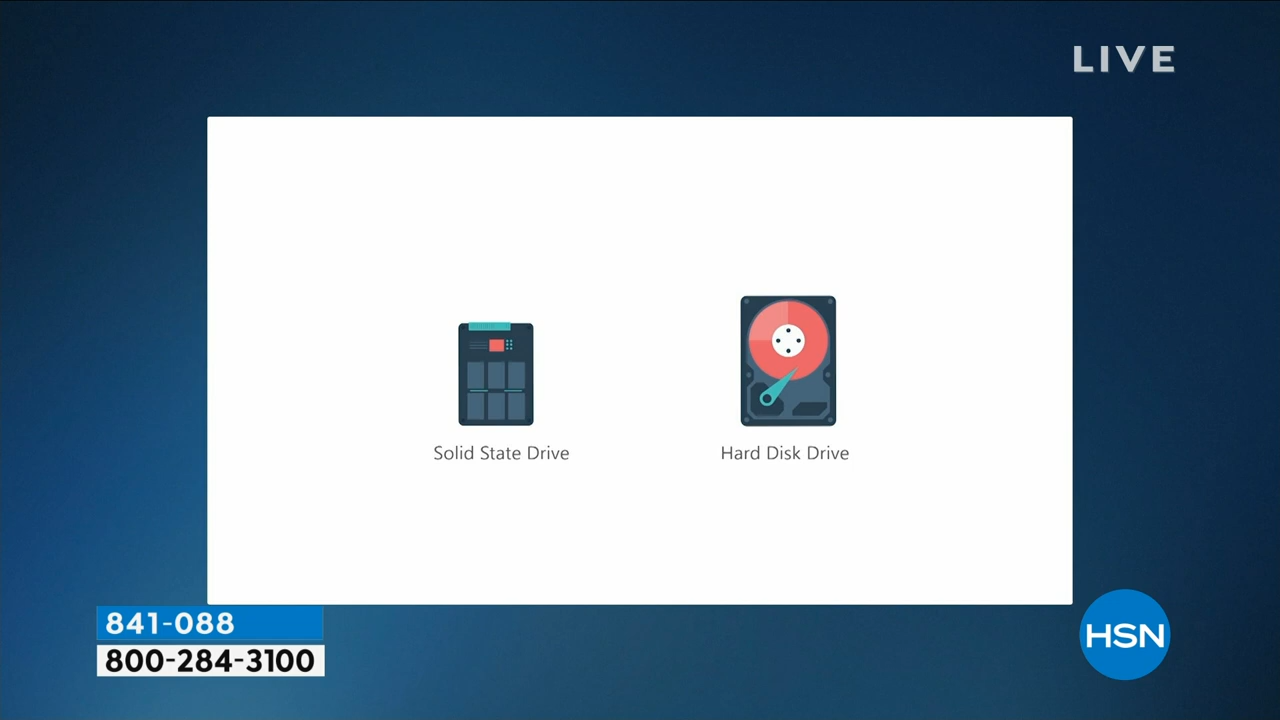 LIVE
Solid State Drive
Hard Disk Drive
841-088
800-284-3100
HSN